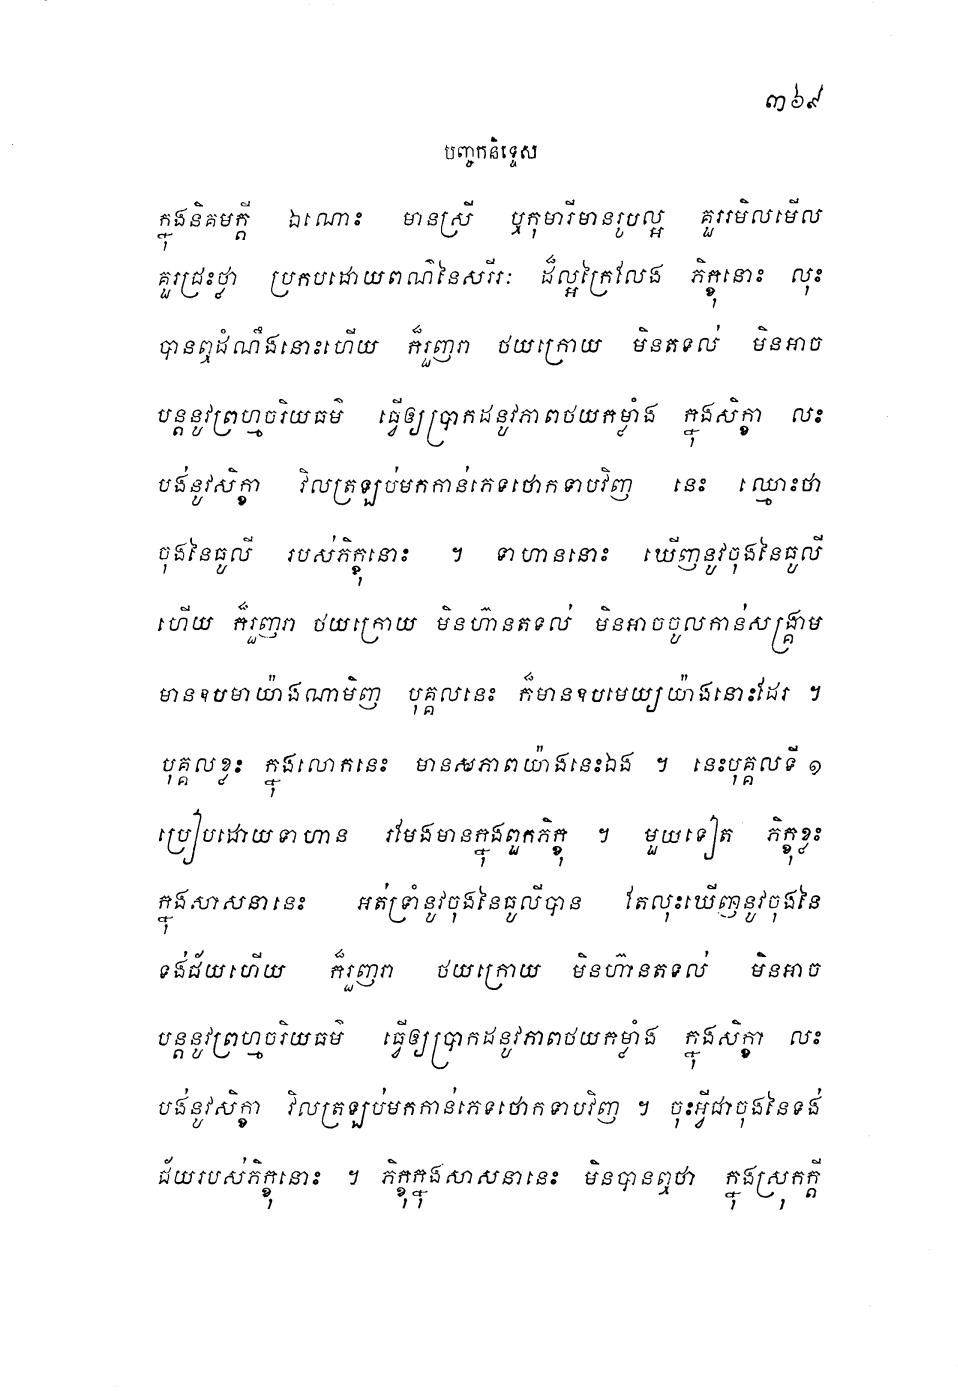 ៣៦៩
បញ្ចកនិទ្ទេស
ក្នុងនិគមក្តី ឯណោះ មានស្រី ឬកុមារីមានរូបល្អ គួររមិលមើល
គួរជ្រះថ្លា ប្រកបដោយពណ៌នៃសរីរៈ ដ៏ល្អក្រៃលែង ភិក្ខុនោះ លុះ
បានឮដំណឹងនោះហើយ ក៏រួញរា ថយក្រោយ មិនតទល់ មិនអាច
បន្តនូវព្រហ្មចរិយធម៌ ធ្វើឲ្យប្រាកដនូវភាពថយកម្លាំង ក្នុងសិក្ខា លះ
បង់នូវសិក្ខា វិលត្រឡប់មកកាន់ភេទថោកទាបវិញ នេះ ឈ្មោះថា
ចុងនៃធូលី របស់ភិក្ខុនោះ ។ ទាហាននោះ ឃើញនូវចុងនៃធូលី
ហើយ ក៏រួញរា ថយក្រោយ មិនហ៊ានតទល់ មិនអាចចូលកាន់សង្គ្រាម
មានឧបមាយ៉ាងណាមិញ បុគ្គលនេះ ក៏មានឧបមេយ្យយ៉ាងនោះដែរ ។
បុគ្គលខ្លះ ក្នុងលោកនេះ មានសភាពយ៉ាងនេះឯង ។ នេះបុគ្គលទី ១
ប្រៀបដោយទាហាន រមែងមានក្នុងពួកភិក្ខុ ។ មួយទៀត ភិក្ខុខ្លះ
ក្នុងសាសនានេះ អត់ទ្រាំនូវចុងនៃធូលីបាន តែលុះឃើញនូវចុងនៃ
ទង់ជ័យហើយ ក៏រួញរា ថយក្រោយ មិនហ៊ានតទល់ មិនអាច
បន្តនូវព្រហ្មចរិយធម៌ ធ្វើឲ្យប្រាកដនូវភាពថយកម្លាំង ក្នុងសិក្ខា លះ
បង់នូវសិក្ខា វិលត្រឡប់មកកាន់ភេទថោកទាបវិញ ។ ចុះអ្វីជាចុងនៃទង់
ជ័យរបស់ភិក្ខុនោះ ។ ភិក្ខុក្នុងសាសនានេះ មិនបានឮថា ក្នុងស្រុកក្តី